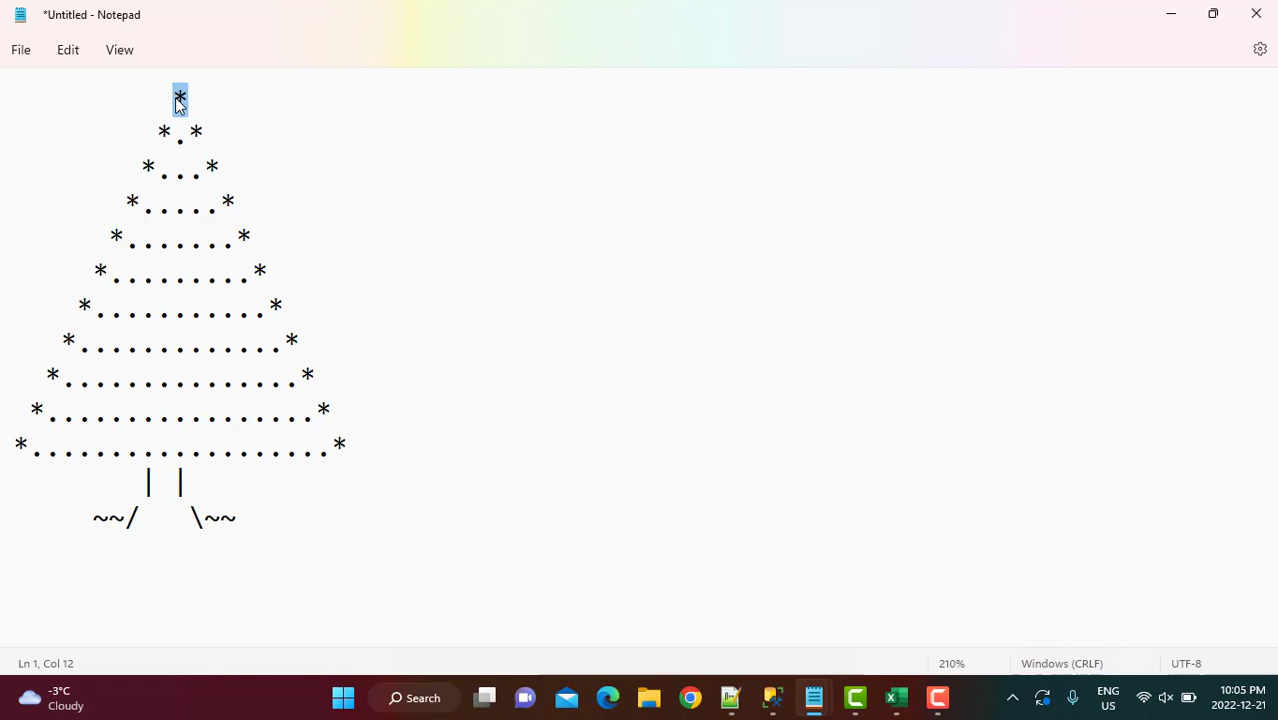 *Untitled - Notepad
File Edit View
          *
         *.*
        *...*
       *.....*
      *.......*
     *.........*
    *...........*
   *.............*
  *...............*
 *.................*
*...................*
        | |
     ~~/   \~~
Ln 1, Col 12 210% Windows (CRLF) UTF-8
-3°C
Cloudy
Search
ENG
US
10:05 PM
2022-12-21